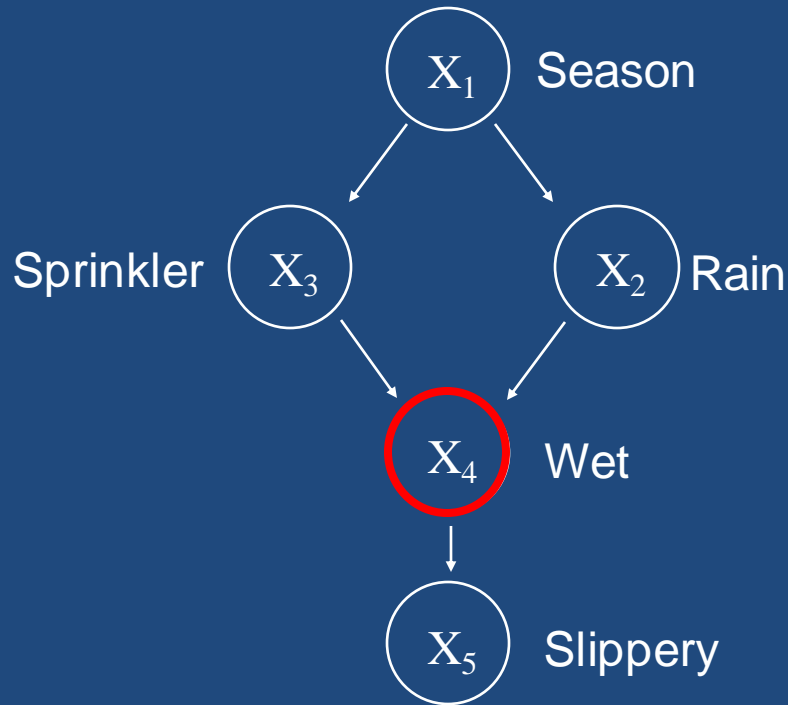 X₁ Season
Sprinkler X₃ X₂ Rain
X₄ Wet
X₅ Slippery